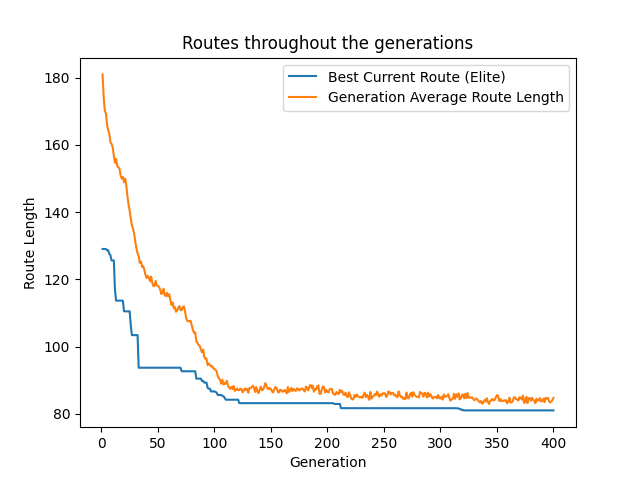 Routes throughout the generations
Best Current Route (Elite)
Generation Average Route Length
Route Length
180
160
140
120
100
80
0 50 100 150 200 250 300 350 400
Generation